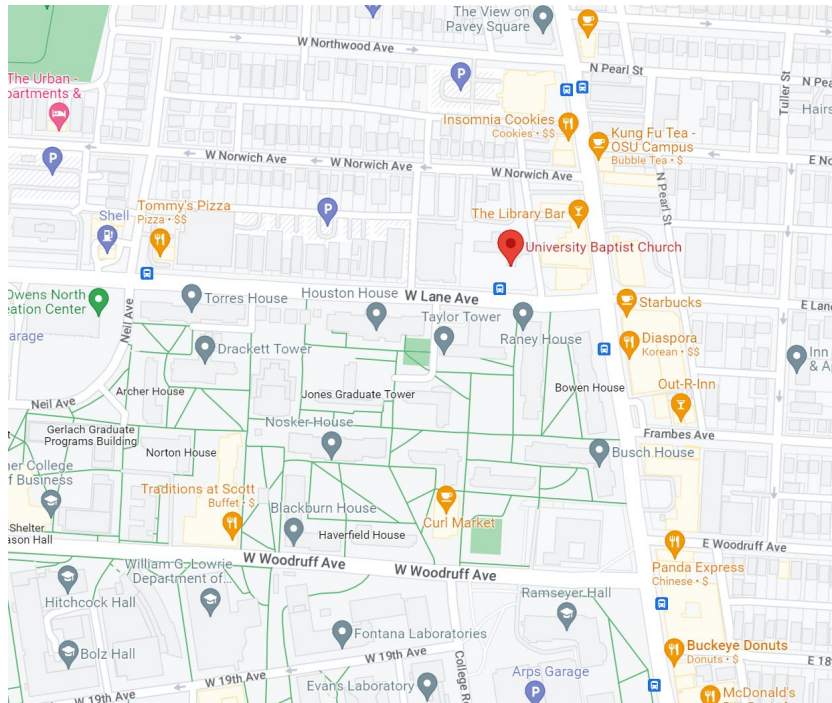 The View on
Pavey Square
W Northwood Ave
N Pearl St
The Urban -
partments &
Tuller St
N Pea
Hairs
Insomnia Cookies
Cookies • $$
Kung Fu Tea -
OSU Campus
Bubble Tea • $
W Norwich Ave
W Norwich Ave
W Norwich Ave
E No
N Pearl St
Tommy's Pizza
Pizza • $$
Shell
The Library Bar
University Baptist Church
Owens North
eation Center
Torres House
Houston House
W Lane Ave
Starbucks
E Lane
Neil Ave
arage
Taylor Tower
Raney House
Diaspora
Korean • $$
Drackett Tower
Inn
& Ap
Archer House
Jones Graduate Tower
Bowen House
Out-R-Inn
Neil Ave
Nosker House
Gerlach Graduate
Programs Building
Frambes Ave
Norton House
Busch House
her College
f Business
Traditions at Scott
Buffet • $
Blackburn House
Curl Market
Shelter
ason Hall
Haverfield House
E Woodruff Ave
W Woodruff Ave
W Woodruff Ave
Panda Express
Chinese • $
William G. Lowrie
Department of...
Hitchcock Hall
Ramseyer Hall
Fontana Laboratories
Buckeye Donuts
Donuts • $
Bolz Hall
W 19th Ave
E 18
College R
Arps Garage
Evans Laboratory
W 19th Ave
McDonald's